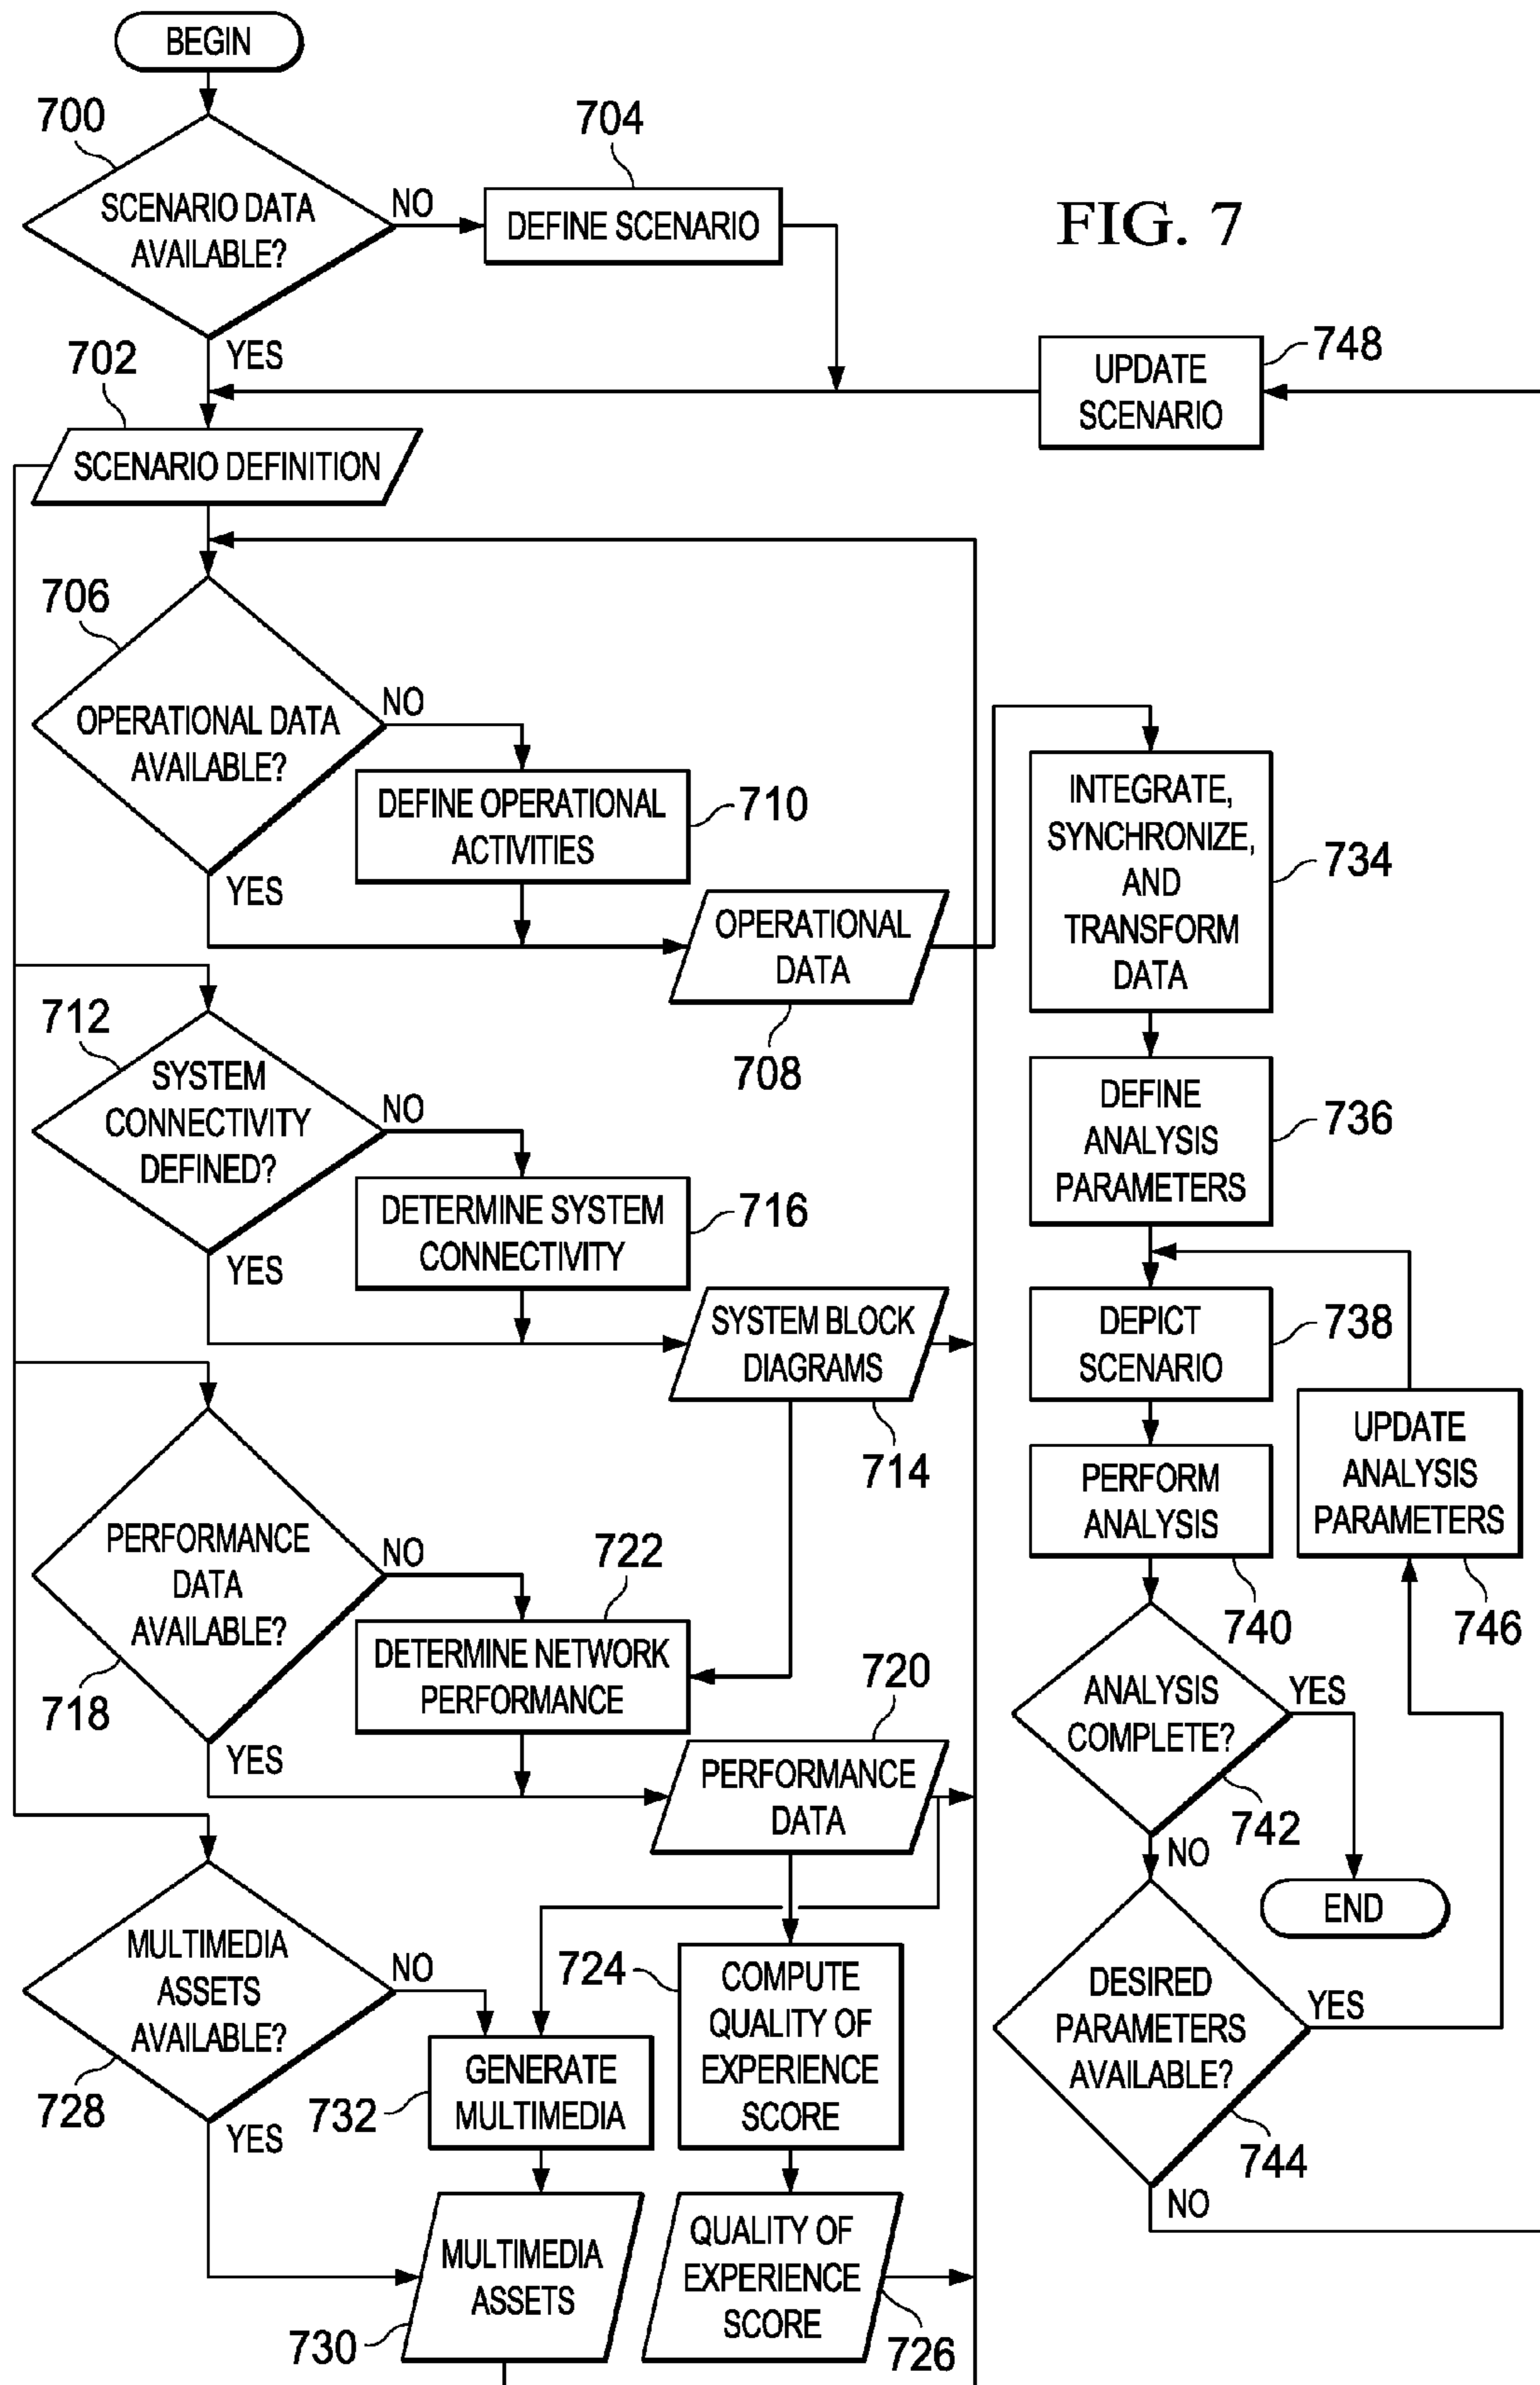 BEGIN
700
SCENARIO DATA
AVAILABLE?
NO
704
DEFINE SCENARIO
FIG. 7
YES
702
SCENARIO DEFINITION
UPDATE
SCENARIO
748
706
OPERATIONAL DATA
AVAILABLE?
NO
DEFINE OPERATIONAL
ACTIVITIES
710
YES
OPERATIONAL
DATA
708
712
SYSTEM
CONNECTIVITY
DEFINED?
NO
DETERMINE SYSTEM
CONNECTIVITY
716
YES
SYSTEM BLOCK
DIAGRAMS
714
PERFORMANCE
DATA
AVAILABLE?
718
NO
722
DETERMINE NETWORK
PERFORMANCE
YES
720
PERFORMANCE
DATA
MULTIMEDIA
ASSETS
AVAILABLE?
728
NO
YES
732
GENERATE
MULTIMEDIA
724
COMPUTE
QUALITY OF
EXPERIENCE
SCORE
MULTIMEDIA
ASSETS
730
QUALITY OF
EXPERIENCE
SCORE
726
INTEGRATE,
SYNCHRONIZE,
AND
TRANSFORM
DATA
734
DEFINE
ANALYSIS
PARAMETERS
736
DEPICT
SCENARIO
738
PERFORM
ANALYSIS
740
UPDATE
ANALYSIS
PARAMETERS
746
ANALYSIS
COMPLETE?
742
YES
NO
END
DESIRED
PARAMETERS
AVAILABLE?
744
YES
NO